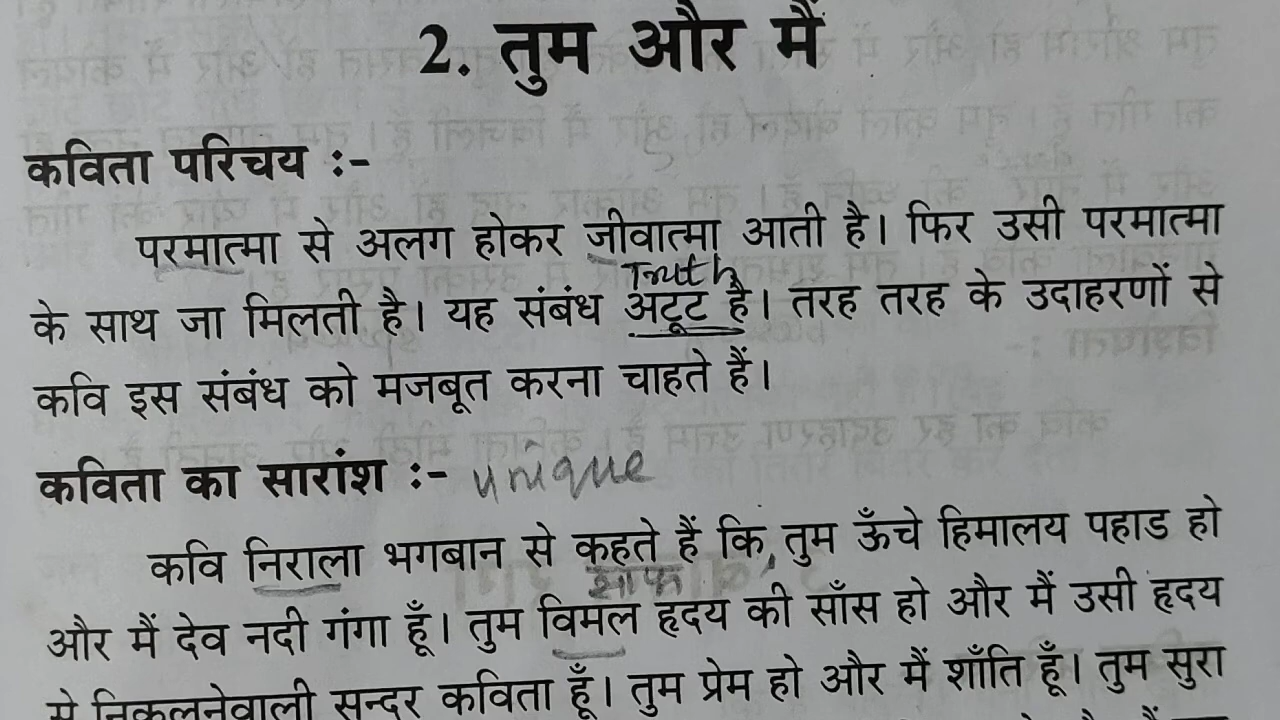 2. तुम और मैं
कविता परिचय :-
परमात्मा से अलग होकर जीवात्मा आती है। फिर उसी परमात्मा
Truth
के साथ जा मिलती है। यह संबंध अटूट है। तरह तरह के उदाहरणों से
कवि इस संबंध को मजबूत करना चाहते हैं।
कविता का सारांश :- unique
कवि निराला भगबान से कहते हैं कि, तुम ऊँचे हिमालय पहाड हो
साफ
और मैं देव नदी गंगा हूँ। तुम विमल हृदय की साँस हो और मैं उसी हृदय
से निकलनेवाली सुन्दर कविता हूँ। तुम प्रेम हो और मैं शाँति हूँ। तुम सुरा